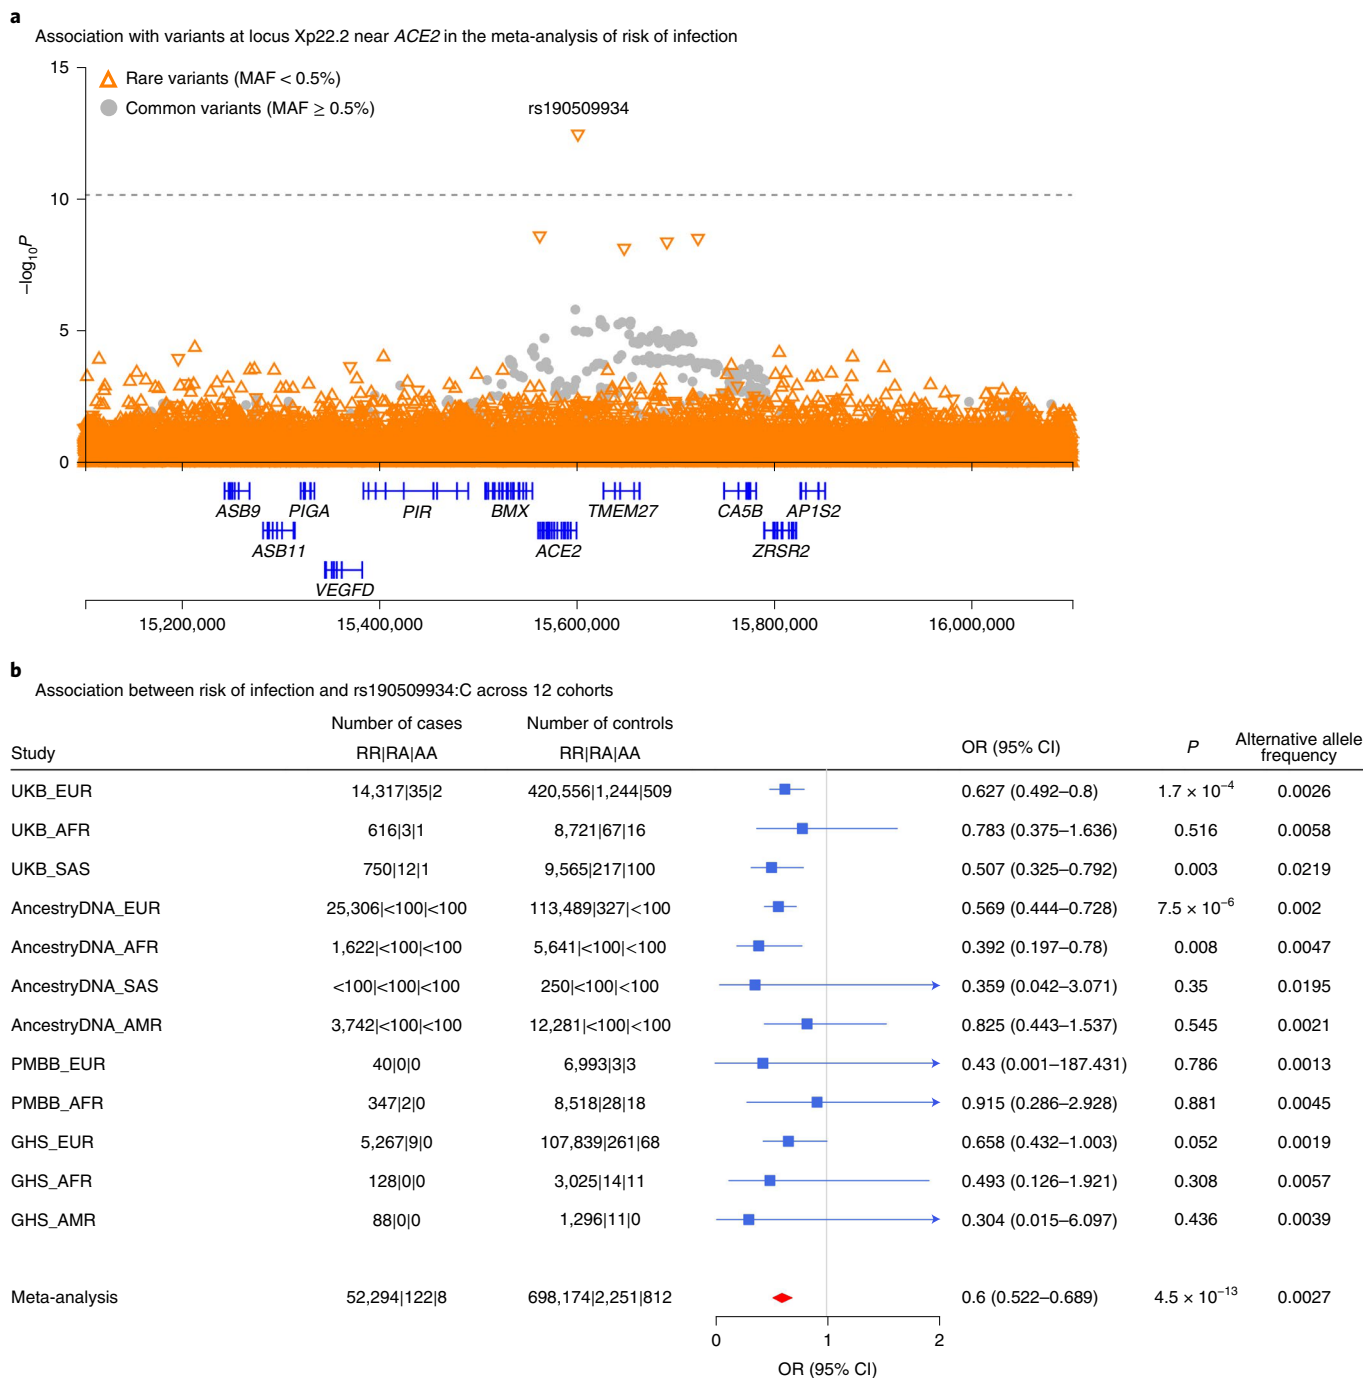 a
Association with variants at locus Xp22.2 near ACE2 in the meta-analysis of risk of infection
15
10
5
0
–log10P
Rare variants (MAF < 0.5%)
Common variants (MAF ≥ 0.5%)
rs190509934
ASB9 PIGA PIR BMX TMEM27 CA5B AP1S2
ASB11 ACE2 ZRSR2
VEGFD
15,200,000 15,400,000 15,600,000 15,800,000 16,000,000
b
Association between risk of infection and rs190509934:C across 12 cohorts
Number of cases Number of controls
Study RR|RA|AA RR|RA|AA OR (95% CI) P Alternative allele frequency
UKB_EUR 14,317|35|2 420,556|1,244|509 0.627 (0.492–0.8) 1.7 × 10⁻⁴ 0.0026
UKB_AFR 616|3|1 8,721|67|16 0.783 (0.375–1.636) 0.516 0.0058
UKB_SAS 750|12|1 9,565|217|100 0.507 (0.325–0.792) 0.003 0.0219
AncestryDNA_EUR 25,306|<100|<100 113,489|327|<100 0.569 (0.444–0.728) 7.5 × 10⁻⁶ 0.002
AncestryDNA_AFR 1,622|<100|<100 5,641|<100|<100 0.392 (0.197–0.78) 0.008 0.0047
AncestryDNA_SAS <100|<100|<100 250|<100|<100 0.359 (0.042–3.071) 0.35 0.0195
AncestryDNA_AMR 3,742|<100|<100 12,281|<100|<100 0.825 (0.443–1.537) 0.545 0.0021
PMBB_EUR 40|0|0 6,993|3|3 0.43 (0.001–187.431) 0.786 0.0013
PMBB_AFR 347|2|0 8,518|28|18 0.915 (0.286–2.928) 0.881 0.0045
GHS_EUR 5,267|9|0 107,839|261|68 0.658 (0.432–1.003) 0.052 0.0019
GHS_AFR 128|0|0 3,025|14|11 0.493 (0.126–1.921) 0.308 0.0057
GHS_AMR 88|0|0 1,296|11|0 0.304 (0.015–6.097) 0.436 0.0039
Meta-analysis 52,294|122|8 698,174|2,251|812 0.6 (0.522–0.689) 4.5 × 10⁻¹³ 0.0027
0 1 2
OR (95% CI)